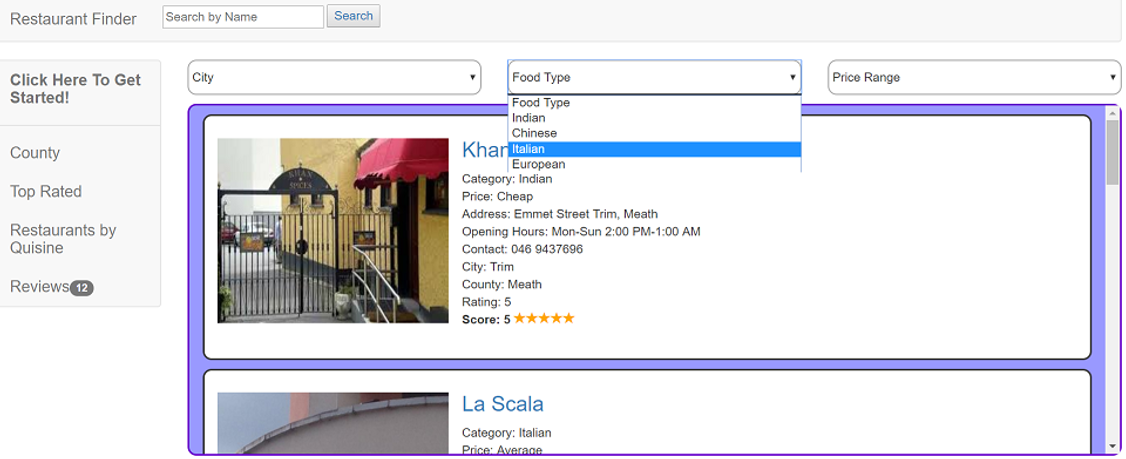 Restaurant Finder
Search by Name
Search
Click Here To Get
Started!
County
Top Rated
Restaurants by
Quisine
Reviews 12
City
Food Type
Price Range
Food Type
Indian
Chinese
Italian
European
KHAN
SPICES
Category: Indian
Price: Cheap
Address: Emmet Street Trim, Meath
Opening Hours: Mon-Sun 2:00 PM-1:00 AM
Contact: 046 9437696
City: Trim
County: Meath
Rating: 5
Score: 5 ★★★★★
La Scala
Category: Italian
Price: Average